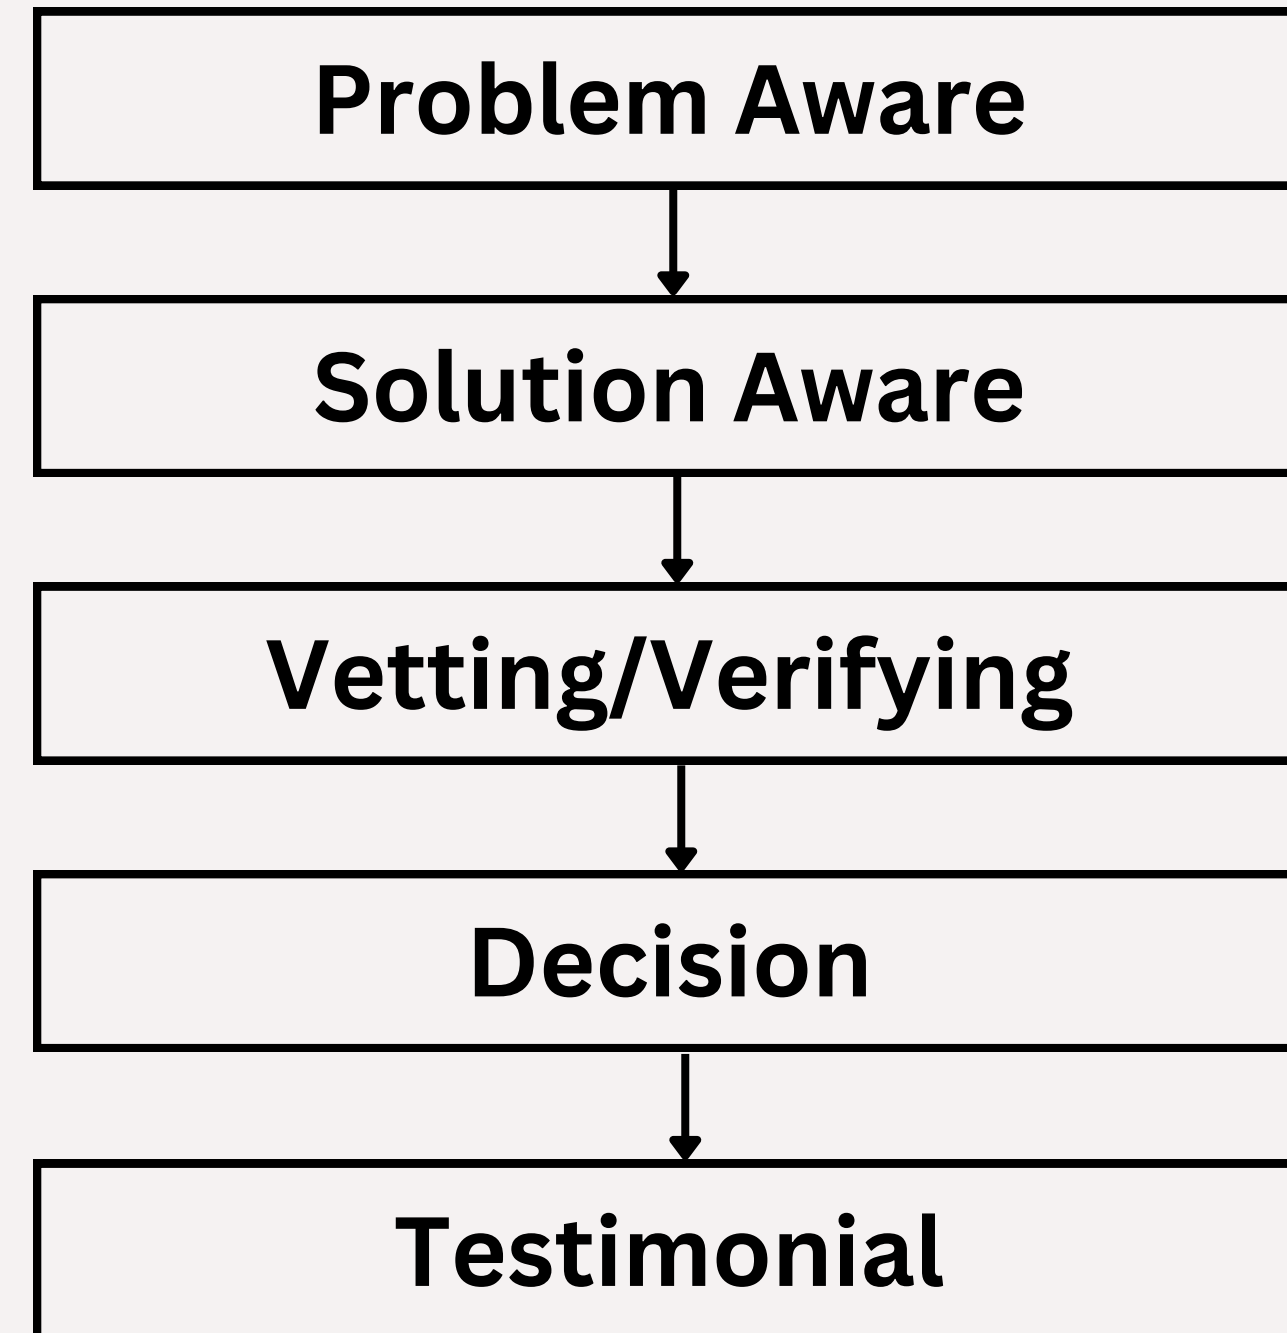 Problem Aware
Solution Aware
Vetting/Verifying
Decision
Testimonial